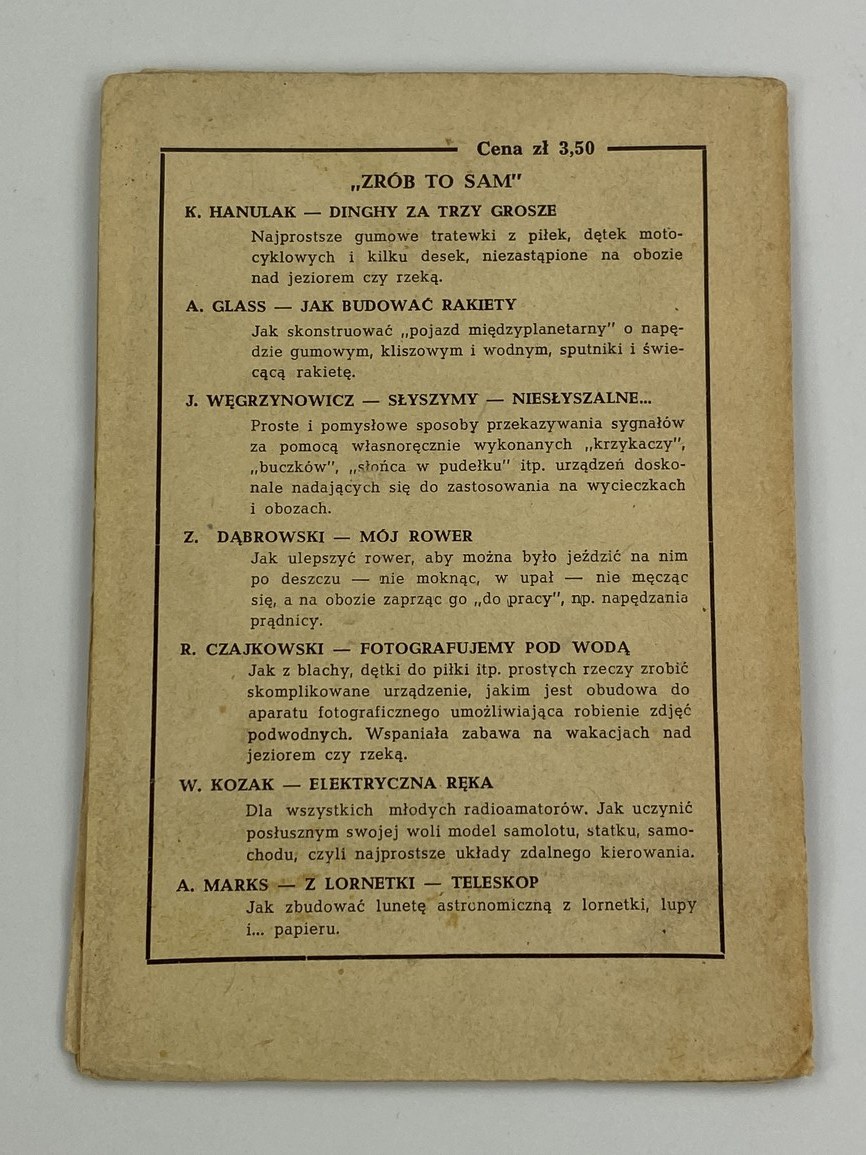 Cena zł 3,50
„ZRÓB TO SAM"
K. HANULAK — DINGHY ZA TRZY GROSZE
Najprostsze gumowe tratewki z piłek, dętek moto-
cyklowych i kilku desek, niezastąpione na obozie
nad jeziorem czy rzeką.
A. GLASS — JAK BUDOWAĆ RAKIETY
Jak skonstruować „pojazd międzyplanetarny" o napę-
dzie gumowym, kliszowym i wodnym, sputniki i świe-
cącą rakietę.
J. WĘGRZYNOWICZ — SŁYSZYMY — NIESŁYSZALNE...
Proste i pomysłowe sposoby przekazywania sygnałów
za pomocą własnoręcznie wykonanych „krzykaczy",
„buczków", „słońca w pudełku" itp. urządzeń dosko-
nale nadających się do zastosowania na wycieczkach
i obozach.
Z. DĄBROWSKI — MÓJ ROWER
Jak ulepszyć rower, aby można było jeździć na nim
po deszczu — nie moknąc, w upał — nie męcząc
się, a na obozie zaprząc go „do pracy", np. napędzania
prądnicy.
R. CZAJKOWSKI — FOTOGRAFUJEMY POD WODĄ
Jak z blachy, dętki do piłki itp. prostych rzeczy zrobić
skomplikowane urządzenie, jakim jest obudowa do
aparatu fotograficznego umożliwiająca robienie zdjęć
podwodnych. Wspaniała zabawa na wakacjach nad
jeziorem czy rzeką.
W. KOZAK — ELEKTRYCZNA RĘKA
Dla wszystkich młodych radioamatorów. Jak uczynić
posłusznym swojej woli model samolotu, statku, samo-
chodu, czyli najprostsze układy zdalnego kierowania.
A. MARKS — Z LORNETKI — TELESKOP
Jak zbudować lunetę astronomiczną z lornetki, lupy
i... papieru.